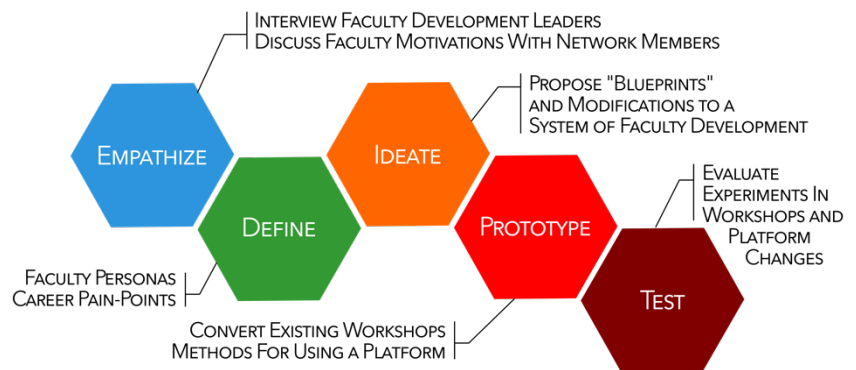 INTERVIEW FACULTY DEVELOPMENT LEADERS
DISCUSS FACULTY MOTIVATIONS WITH NETWORK MEMBERS
EMPATHIZE
DEFINE
FACULTY PERSONAS
CAREER PAIN-POINTS
IDEATE
PROPOSE "BLUEPRINTS"
AND MODIFICATIONS TO A
SYSTEM OF FACULTY DEVELOPMENT
PROTOTYPE
CONVERT EXISTING WORKSHOPS
METHODS FOR USING A PLATFORM
TEST
EVALUATE
EXPERIMENTS IN
WORKSHOPS AND
PLATFORM
CHANGES